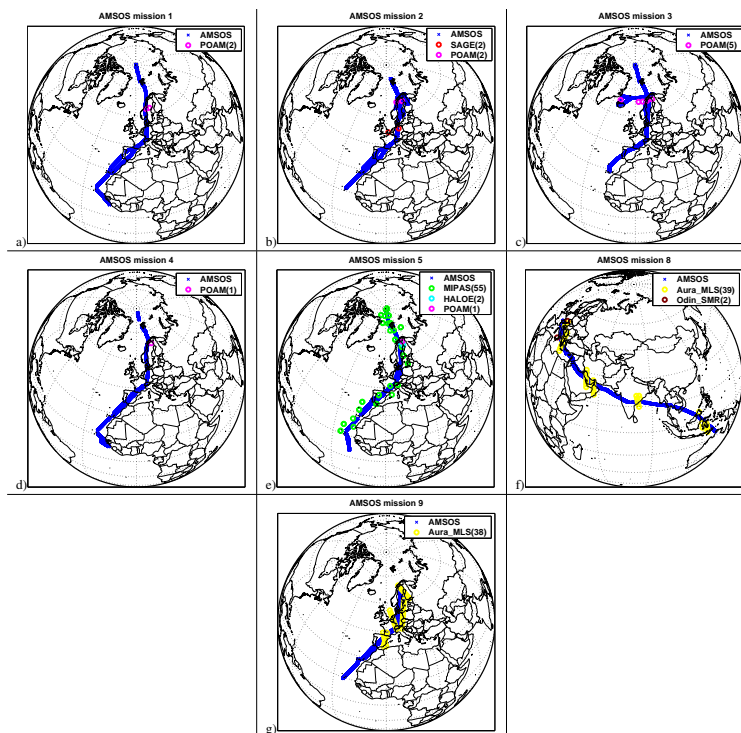 AMSOS mission 1
AMSOS
POAM(2)
a)
AMSOS mission 2
AMSOS
SAGE(2)
POAM(2)
b)
AMSOS mission 3
AMSOS
POAM(5)
c)
AMSOS mission 4
AMSOS
POAM(1)
d)
AMSOS mission 5
AMSOS
MIPAS(55)
HALOE(2)
POAM(1)
e)
AMSOS mission 8
AMSOS
Aura_MLS(39)
Odin_SMR(2)
f)
AMSOS mission 9
AMSOS
Aura_MLS(38)
g)